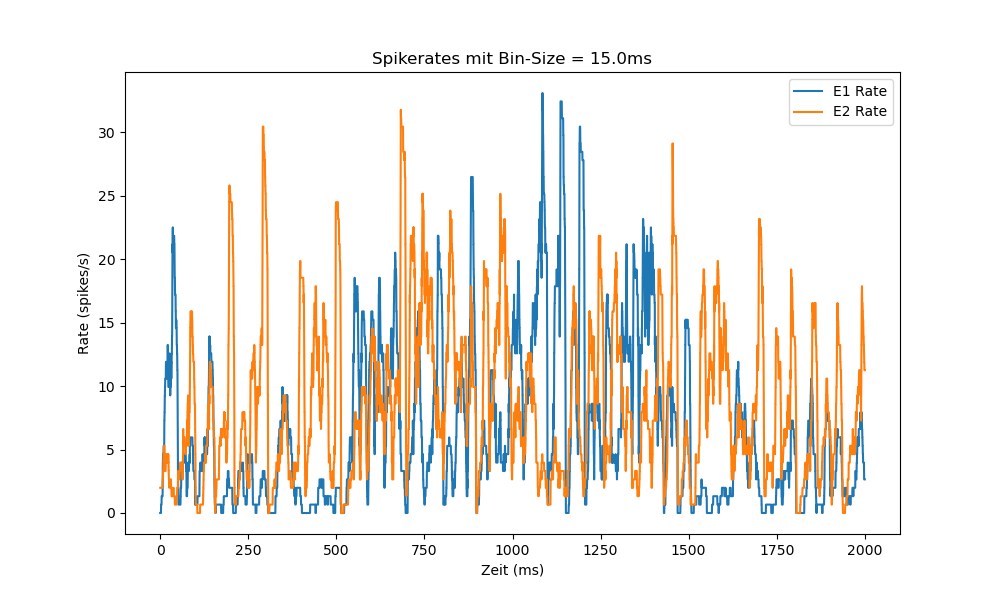 Spikerates mit Bin-Size = 15.0ms
E1 Rate
E2 Rate
Rate (spikes/s)
30
25
20
15
10
5
0
0 250 500 750 1000 1250 1500 1750 2000
Zeit (ms)